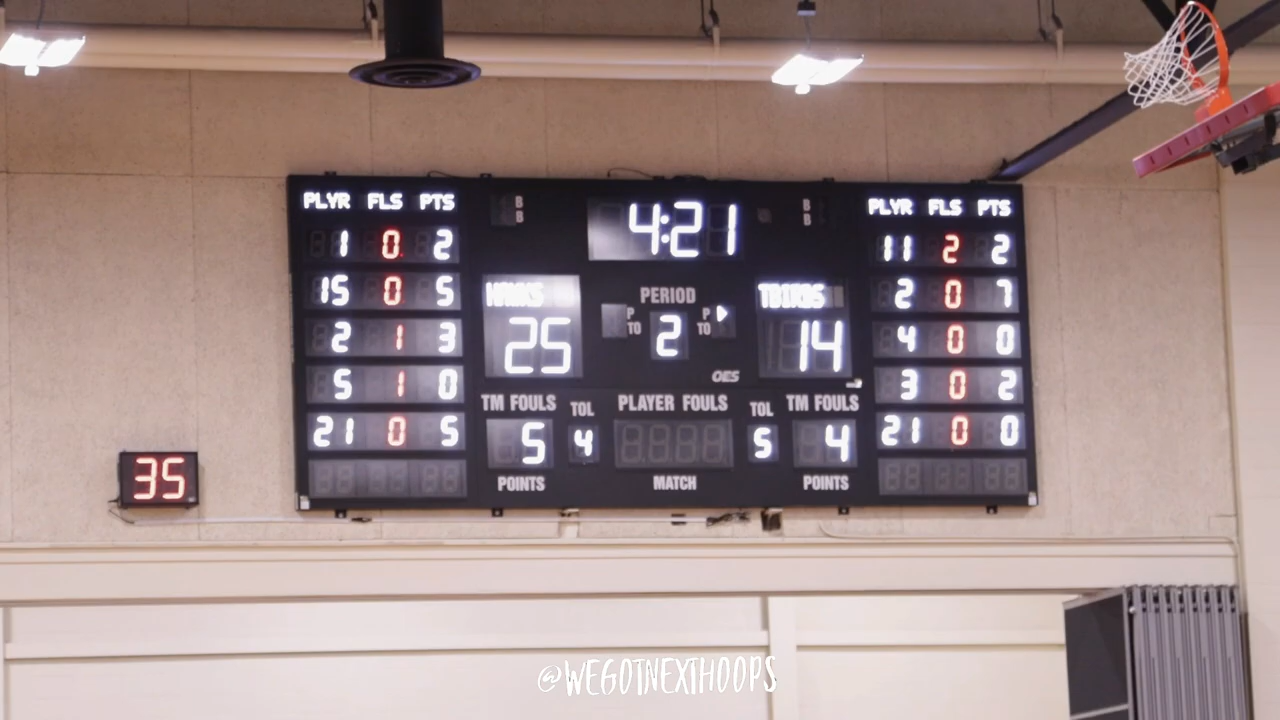 PLYR FLS PTS
1 0 2
15 0 5
2 1 3
5 1 0
21 0 5
B
B
4:21
B
B
HAWKS
25
PERIOD
P TO
2
P TO
TBIRDS
14
OES
TM FOULS
5
POINTS
TOL
4
PLAYER FOULS
MATCH
TOL
5
TM FOULS
4
POINTS
PLYR FLS PTS
11 2 2
2 0 7
4 0 0
3 0 2
21 0 0
35
@WEGOTNEXTHOOPS